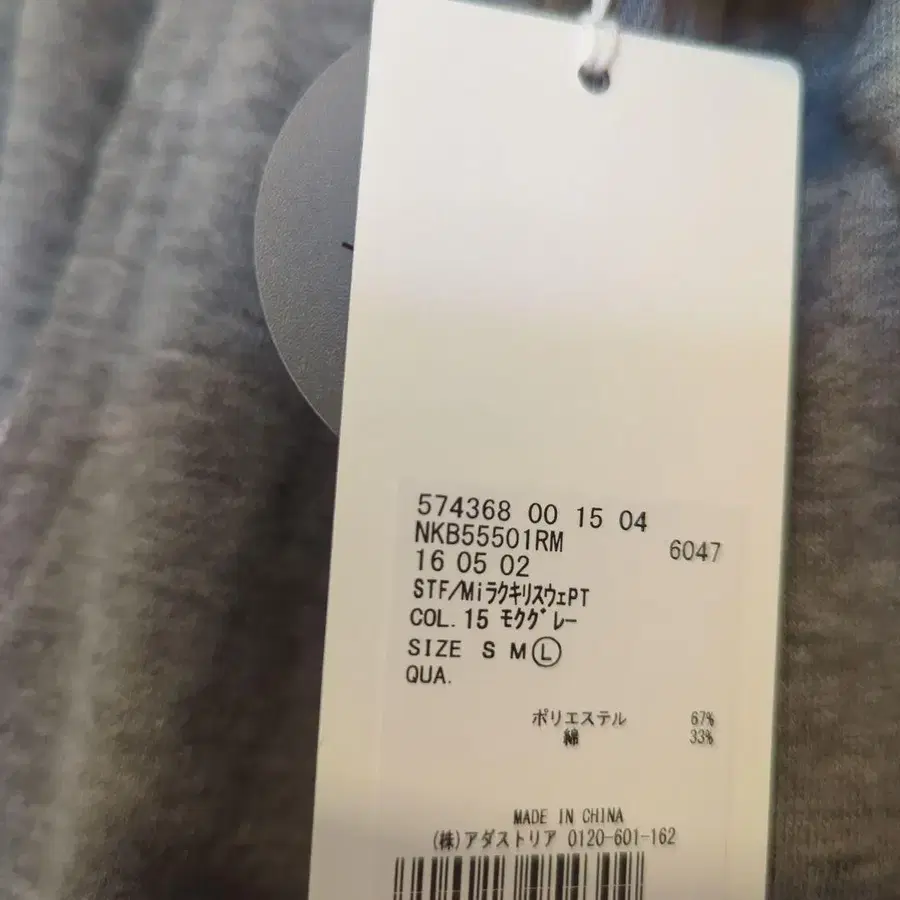 574368 00 15 04
NKB55501RM 6047
16 05 02
STF/MiラクキリスウェPT
COL.15 モクグレー
SIZE S M L
QUA.
ポリエステル 67%
綿 33%
MADE IN CHINA
(株)アダストリア 0120-601-162